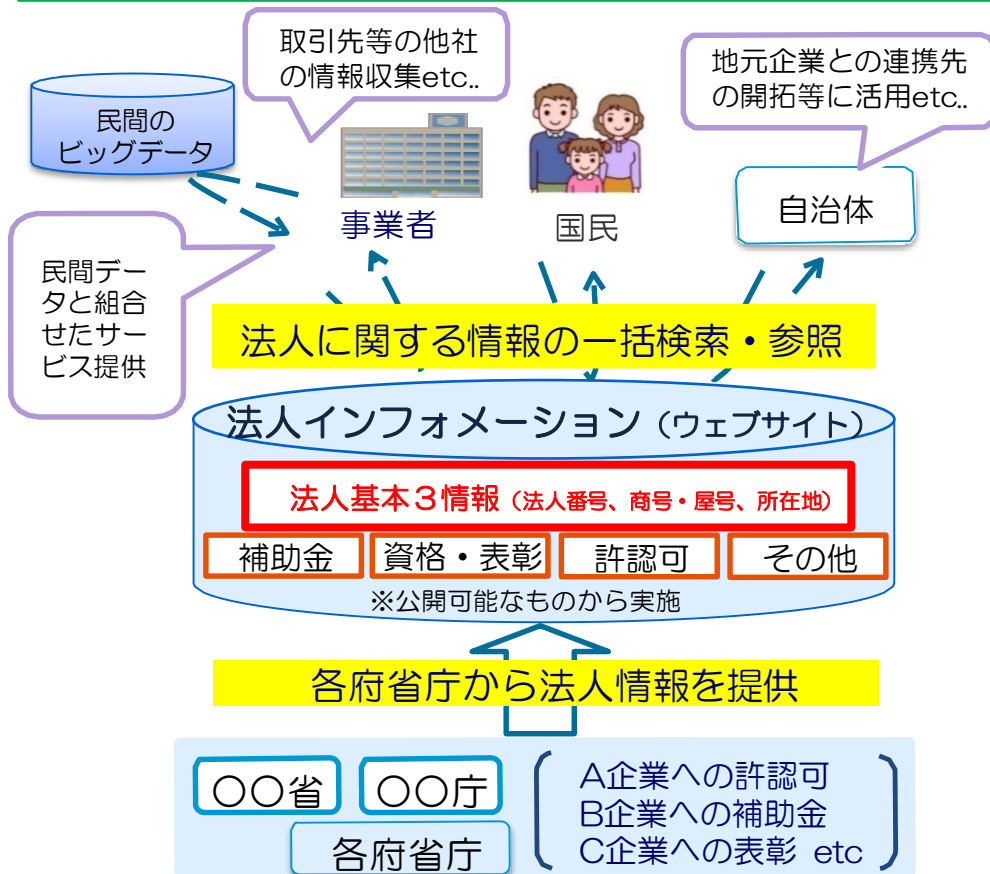 取引先等の他社
の情報収集etc..
地元企業との連携先
の開拓等に活用etc..
民間の
ビッグデータ
事業者
国民
自治体
民間デー
タと組合
せたサー
ビス提供
法人に関する情報の一括検索・参照
法人インフォメーション（ウェブサイト）
法人基本３情報（法人番号、商号・屋号、所在地）
補助金 資格・表彰 許認可 その他
※公開可能なものから実施
各府省庁から法人情報を提供
〇〇省 〇〇庁
各府省庁
A企業への許認可
B企業への補助金
C企業への表彰 etc